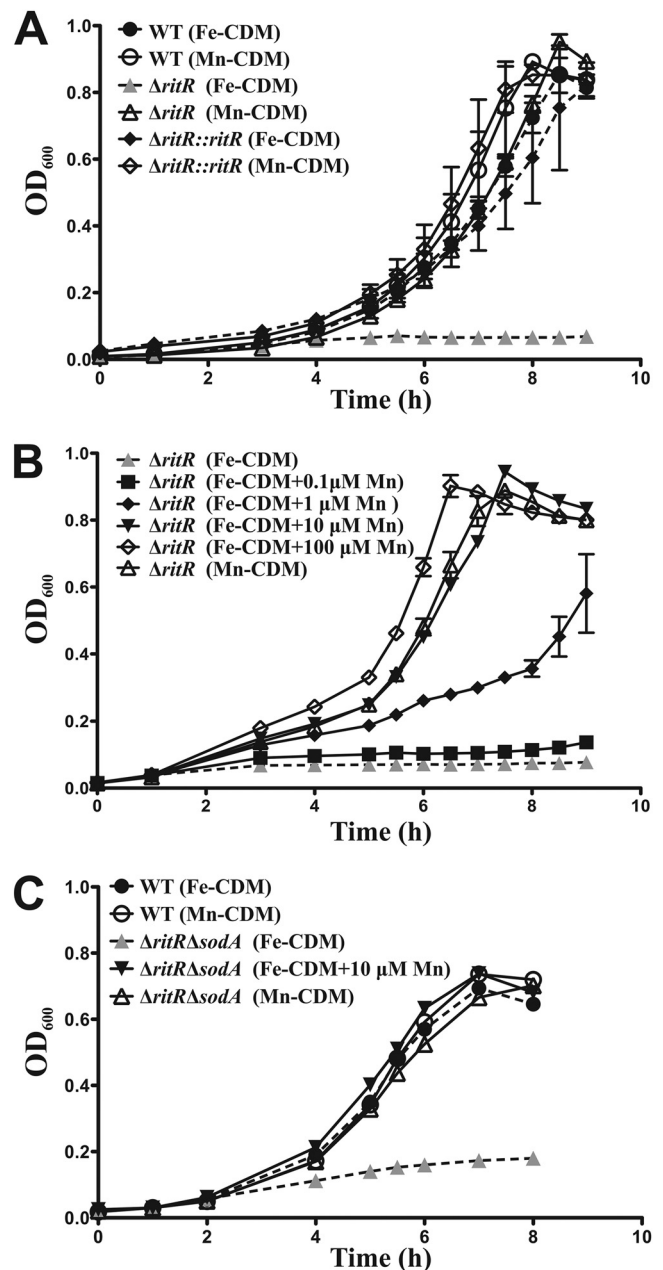 A
WT (Fe-CDM)
WT (Mn-CDM)
ΔritR (Fe-CDM)
ΔritR (Mn-CDM)
ΔritR::ritR (Fe-CDM)
ΔritR::ritR (Mn-CDM)
OD600
1.0
0.8
0.6
0.4
0.2
0.0
0 2 4 6 8 10
Time (h)
B
ΔritR (Fe-CDM)
ΔritR (Fe-CDM+0.1μM Mn)
ΔritR (Fe-CDM+1 μM Mn )
ΔritR (Fe-CDM+10 μM Mn)
ΔritR (Fe-CDM+100 μM Mn)
ΔritR (Mn-CDM)
OD600
1.0
0.8
0.6
0.4
0.2
0.0
0 2 4 6 8 10
Time (h)
C
WT (Fe-CDM)
WT (Mn-CDM)
ΔritRΔsodA (Fe-CDM)
ΔritRΔsodA (Fe-CDM+10 μM Mn)
ΔritRΔsodA (Mn-CDM)
OD600
1.0
0.8
0.6
0.4
0.2
0.0
0 2 4 6 8 10
Time (h)